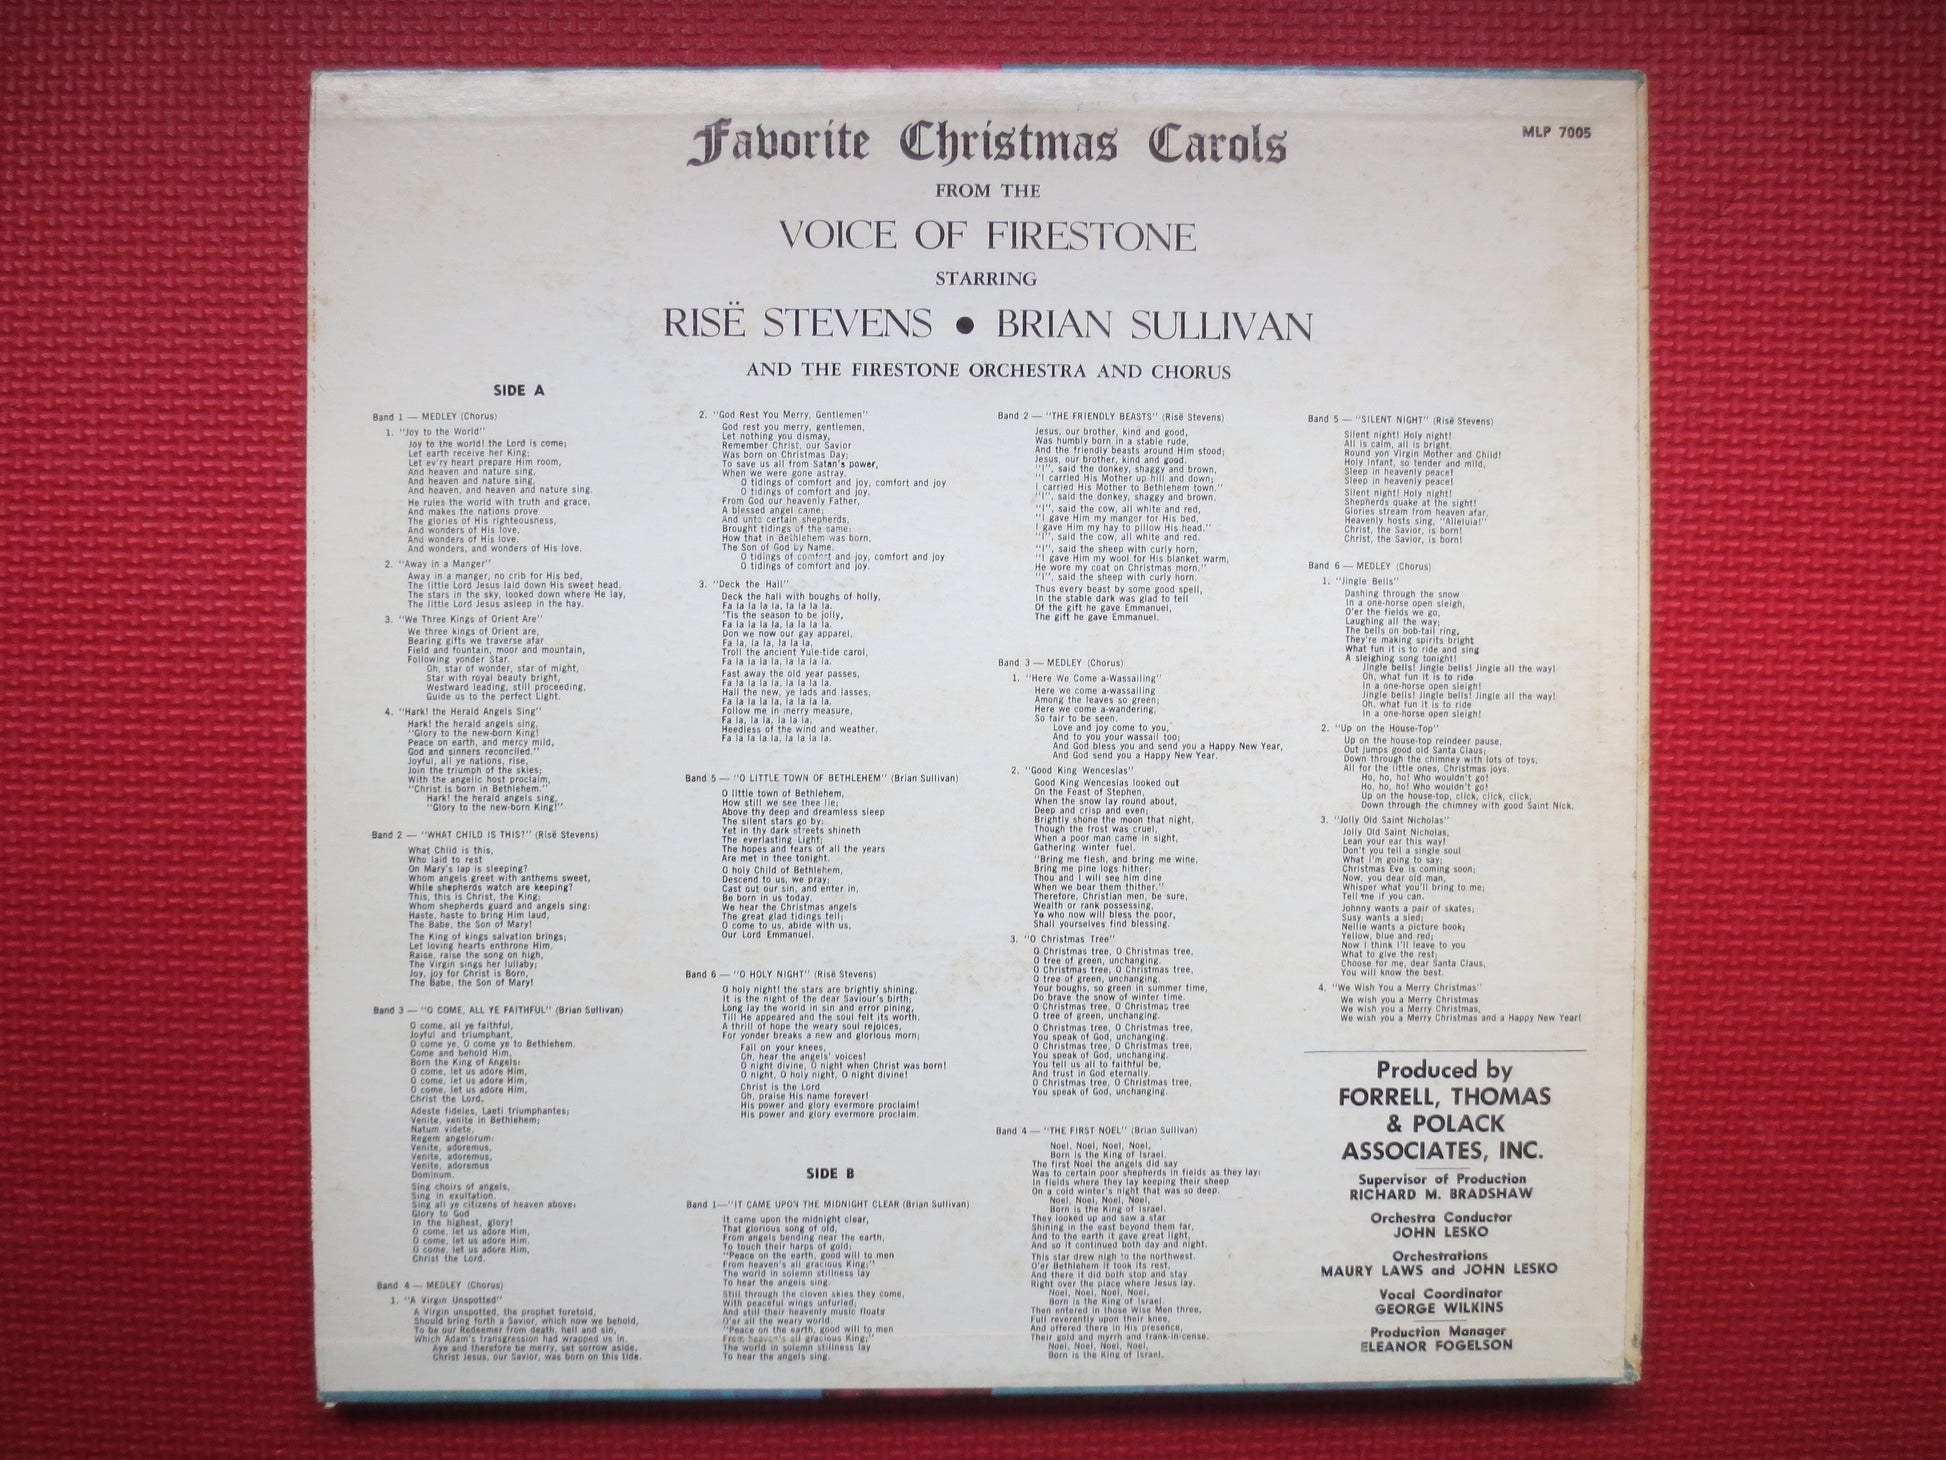 Favorite Christmas Carols
MLP 7005
FROM THE
VOICE OF FIRESTONE
STARRING
RISË STEVENS ● BRIAN SULLIVAN
AND THE FIRESTONE ORCHESTRA AND CHORUS
SIDE A
Band 1 — MEDLEY (Chorus)
1. "Joy to the World"
Joy to the world! the Lord is come;
Let earth receive her King;
Let ev'ry heart prepare Him room,
And heaven and nature sing,
And heaven and nature sing,
And heaven, and heaven and nature sing.
He rules the world with truth and grace,
And makes the nations prove
The glories of His righteousness,
And wonders of His love,
And wonders of His love.
And wonders, and wonders of His love.
2. "Away in a Manger"
Away in a manger, no crib for His bed,
The little Lord Jesus laid down His sweet head.
The stars in the sky, looked down where He lay,
The little Lord Jesus asleep in the hay.
3. "We Three Kings of Orient Are"
We three kings of Orient are,
Bearing gifts we traverse afar
Field and fountain, moor and mountain,
Following yonder Star.
Oh, star of wonder, star of might,
Star with royal beauty bright,
Westward leading, still proceeding,
Guide us to the perfect Light.
4. "Hark! the Herald Angels Sing"
Hark! the herald angels sing,
"Glory to the new-born King!
Peace on earth, and mercy mild,
God and sinners reconciled."
Joyful, all ye nations, rise,
Join the triumph of the skies;
With the angelic host proclaim,
"Christ is born in Bethlehem."
Hark! the herald angels sing,
"Glory to the new-born King!"
Band 2 — "WHAT CHILD IS THIS?" (Risë Stevens)
What Child is this,
Who laid to rest
On Mary's lap is sleeping?
Whom angels greet with anthems sweet,
While shepherds watch are keeping?
This, this is Christ, the King;
Whom shepherds guard and angels sing:
Haste, haste to bring Him laud,
The Babe, the Son of Mary!
The King of kings salvation brings;
Let loving hearts enthrone Him.
Raise, raise the song on high,
The Virgin sings her lullaby;
Joy, joy for Christ is Born,
The Babe, the Son of Mary!
Band 3 — "O COME, ALL YE FAITHFUL" (Brian Sullivan)
O come, all ye faithful,
Joyful and triumphant,
O come ye, O come ye to Bethlehem.
Come and behold Him,
Born the King of Angels:
O come, let us adore Him,
O come, let us adore Him,
O come, let us adore Him,
Christ the Lord.
Adeste fideles, Laeti triumphantes;
Venite, venite in Bethlehem;
Natum videte,
Regem angelorum:
Venite, adoremus,
Venite, adoremus,
Venite, adoremus
Dominum.
Sing choirs of angels,
Sing in exultation,
Sing all ye citizens of heaven above:
Glory to God
In the highest, glory!
O come, let us adore Him,
O come, let us adore Him,
O come, let us adore Him,
Christ the Lord.
Band 4 — MEDLEY (Chorus)
1. "A Virgin Unspotted"
A Virgin unspotted, the prophet foretold,
Should bring forth a Savior, which now we behold,
To be our Redeemer from death, hell and sin,
Which Adam's transgression had wrapped us in.
Aye and therefore be merry, set sorrow aside,
Christ Jesus, our Savior, was born on this tide.
2. "God Rest You Merry, Gentlemen"
God rest you merry, gentlemen,
Let nothing you dismay,
Remember Christ, our Savior
Was born on Christmas Day;
To save us all from Satan's power,
When we were gone astray.
O tidings of comfort and joy, comfort and joy
O tidings of comfort and joy.
From God our heavenly Father,
A blessed angel came;
And unto certain shepherds,
Brought tidings of the same;
How that in Bethlehem was born,
The Son of God by Name.
O tidings of comfort and joy, comfort and joy
O tidings of comfort and joy.
3. "Deck the Hall"
Deck the hall with boughs of holly,
Fa la la la la, la la la la.
'Tis the season to be jolly,
Fa la la la la, la la la la.
Don we now our gay apparel,
Fa la, la la, la la la,
Troll the ancient Yule-tide carol,
Fa la la la la, la la la la.
Fast away the old year passes,
Fa la la la la, la la la la.
Hail the new, ye lads and lasses,
Fa la la la la, la la la la.
Follow me in merry measure,
Fa la, la la, la la la,
Heedless of the wind and weather,
Fa la la la la, la la la la.
Band 5 — "O LITTLE TOWN OF BETHLEHEM" (Brian Sullivan)
O little town of Bethlehem,
How still we see thee lie;
Above thy deep and dreamless sleep
The silent stars go by:
Yet in thy dark streets shineth
The everlasting Light;
The hopes and fears of all the years
Are met in thee tonight.
O holy Child of Bethlehem,
Descend to us, we pray;
Cast out our sin, and enter in,
Be born in us today.
We hear the Christmas angels
The great glad tidings tell;
O come to us, abide with us,
Our Lord Emmanuel.
Band 6 — "O HOLY NIGHT" (Risë Stevens)
O holy night! the stars are brightly shining,
It is the night of the dear Saviour's birth;
Long lay the world in sin and error pining,
Till He appeared and the soul felt its worth.
A thrill of hope the weary soul rejoices,
For yonder breaks a new and glorious morn;
Fall on your knees,
Oh, hear the angels' voices!
O night divine, O night when Christ was born!
O night, O holy night, O night divine!
Christ is the Lord
Oh, praise His name forever!
His power and glory evermore proclaim!
His power and glory evermore proclaim.
SIDE B
Band 1—"IT CAME UPON THE MIDNIGHT CLEAR (Brian Sullivan)
It came upon the midnight clear,
That glorious song of old,
From angels bending near the earth,
To touch their harps of gold;
"Peace on the earth, good will to men
From heaven's all gracious King;"
The world in solemn stillness lay
To hear the angels sing.
Still through the cloven skies they come,
With peaceful wings unfurled;
And still their heavenly music floats
O'er all the weary world.
"Peace on the earth, good will to men
From heaven's all gracious King;"
The world in solemn stillness lay
To hear the angels sing.
Band 2 — "THE FRIENDLY BEASTS" (Risë Stevens)
Jesus, our brother, kind and good,
Was humbly born in a stable rude,
And the friendly beasts around Him stood;
Jesus, our brother, kind and good.
"I", said the donkey, shaggy and brown,
"I carried His Mother up hill and down;
I carried His Mother to Bethlehem town."
"I", said the donkey, shaggy and brown.
"I", said the cow, all white and red,
"I gave Him my manger for His bed,
I gave Him my hay to pillow His head."
"I", said the cow, all white and red.
"I", said the sheep with curly horn,
"I gave Him my wool for His blanket warm,
He wore my coat on Christmas morn."
"I", said the sheep with curly horn.
Thus every beast by some good spell,
In the stable dark was glad to tell
Of the gift he gave Emmanuel,
The gift he gave Emmanuel.
Band 3 — MEDLEY (Chorus)
1. "Here We Come a-Wassailing"
Here we come a-wassailing
Among the leaves so green;
Here we come a-wandering,
So fair to be seen.
Love and joy come to you,
And to you your wassail too;
And God bless you and send you a Happy New Year,
And God send you a Happy New Year.
2. "Good King Wenceslas"
Good King Wenceslas looked out
On the Feast of Stephen,
When the snow lay round about,
Deep and crisp and even;
Brightly shone the moon that night,
Though the frost was cruel,
When a poor man came in sight,
Gathering winter fuel.
"Bring me flesh, and bring me wine,
Bring me pine logs hither;
Thou and I will see him dine
When we bear them thither."
Therefore, Christian men, be sure,
Wealth or rank possessing,
Ye who now will bless the poor,
Shall yourselves find blessing.
3. "O Christmas Tree"
O Christmas tree, O Christmas tree,
O tree of green, unchanging.
O Christmas tree, O Christmas tree,
O tree of green, unchanging.
Your boughs, so green in summer time,
Do brave the snow of winter time.
O Christmas tree, O Christmas tree
O tree of green, unchanging.
O Christmas tree, O Christmas tree,
You speak of God, unchanging.
O Christmas tree, O Christmas tree,
You speak of God, unchanging.
You tell us all to faithful be,
And trust in God eternally.
O Christmas tree, O Christmas tree,
You speak of God, unchanging.
Band 4 — "THE FIRST NOEL" (Brian Sullivan)
Noel, Noel, Noel, Noel,
Born is the King of Israel.
The first Noel the angels did say
Was to certain poor shepherds in fields as they lay;
In fields where they lay keeping their sheep
On a cold winter's night that was so deep.
Noel, Noel, Noel, Noel,
Born is the King of Israel.
They looked up and saw a star
Shining in the east beyond them far,
And to the earth it gave great light,
And so it continued both day and night.
This star drew nigh to the northwest,
O'er Bethlehem it took its rest,
And there it did both stop and stay
Right over the place where Jesus lay.
Noel, Noel, Noel, Noel,
Born is the King of Israel.
Then entered in those Wise Men three,
Full reverently upon their knee,
And offered there in His presence,
Their gold and myrrh and frank-in-cense.
Noel, Noel, Noel, Noel,
Born is the King of Israel.
Band 5 — "SILENT NIGHT" (Risë Stevens)
Silent night! Holy night!
All is calm, all is bright.
Round yon Virgin Mother and Child!
Holy Infant, so tender and mild,
Sleep in heavenly peace!
Sleep in heavenly peace!
Silent night! Holy night!
Shepherds quake at the sight!
Glories stream from heaven afar,
Heavenly hosts sing, "Alleluia!"
Christ, the Savior, is born!
Christ, the Savior, is born!
Band 6 — MEDLEY (Chorus)
1. "Jingle Bells"
Dashing through the snow
In a one-horse open sleigh,
O'er the fields we go,
Laughing all the way;
The bells on bob-tail ring,
They're making spirits bright
What fun it is to ride and sing
A sleighing song tonight!
Jingle bells! Jingle bells! Jingle all the way!
Oh, what fun it is to ride
In a one-horse open sleigh!
Jingle bells! Jingle bells! Jingle all the way!
Oh, what fun it is to ride
In a one-horse open sleigh!
2. "Up on the House-Top"
Up on the house-top reindeer pause,
Out jumps good old Santa Claus;
Down through the chimney with lots of toys,
All for the little ones, Christmas joys.
Ho, ho, ho! Who wouldn't go!
Ho, ho, ho! Who wouldn't go!
Up on the house-top, click, click, click,
Down through the chimney with good Saint Nick.
3. "Jolly Old Saint Nicholas"
Jolly Old Saint Nicholas,
Lean your ear this way!
Don't you tell a single soul
What I'm going to say;
Christmas Eve is coming soon;
Now, you dear old man,
Whisper what you'll bring to me;
Tell me if you can.
Johnny wants a pair of skates;
Susy wants a sled;
Nellie wants a picture book;
Yellow, blue and red;
Now I think I'll leave to you
What to give the rest;
Choose for me, dear Santa Claus,
You will know the best.
4. "We Wish You a Merry Christmas"
We wish you a Merry Christmas
We wish you a Merry Christmas,
We wish you a Merry Christmas and a Happy New Year!
Produced by
FORRELL, THOMAS
& POLACK
ASSOCIATES, INC.
Supervisor of Production
RICHARD M. BRADSHAW
Orchestra Conductor
JOHN LESKO
Orchestrations
MAURY LAWS and JOHN LESKO
Vocal Coordinator
GEORGE WILKINS
Production Manager
ELEANOR FOGELSON